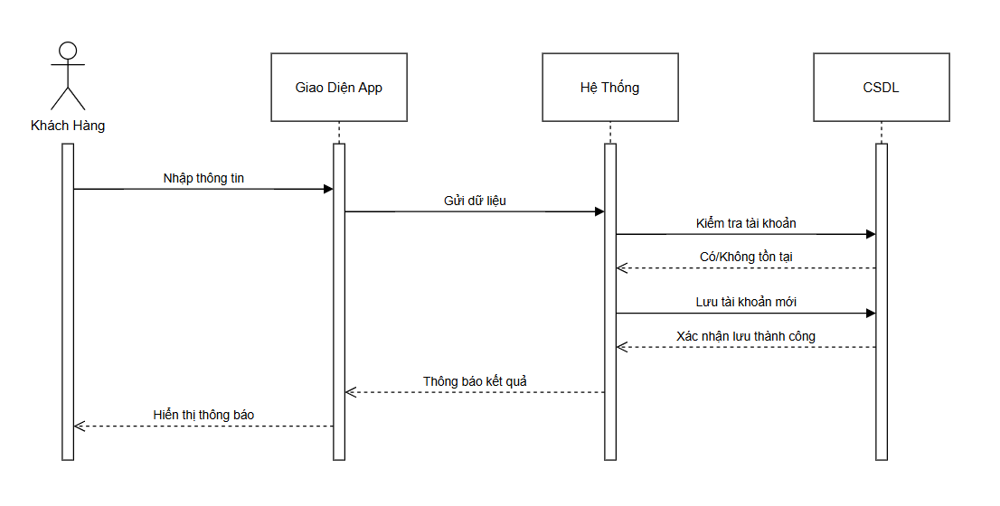 Khách Hàng
Giao Diện App
Hệ Thống
CSDL
Nhập thông tin
Gửi dữ liệu
Kiểm tra tài khoản
Có/Không tồn tại
Lưu tài khoản mới
Xác nhận lưu thành công
Thông báo kết quả
Hiển thị thông báo